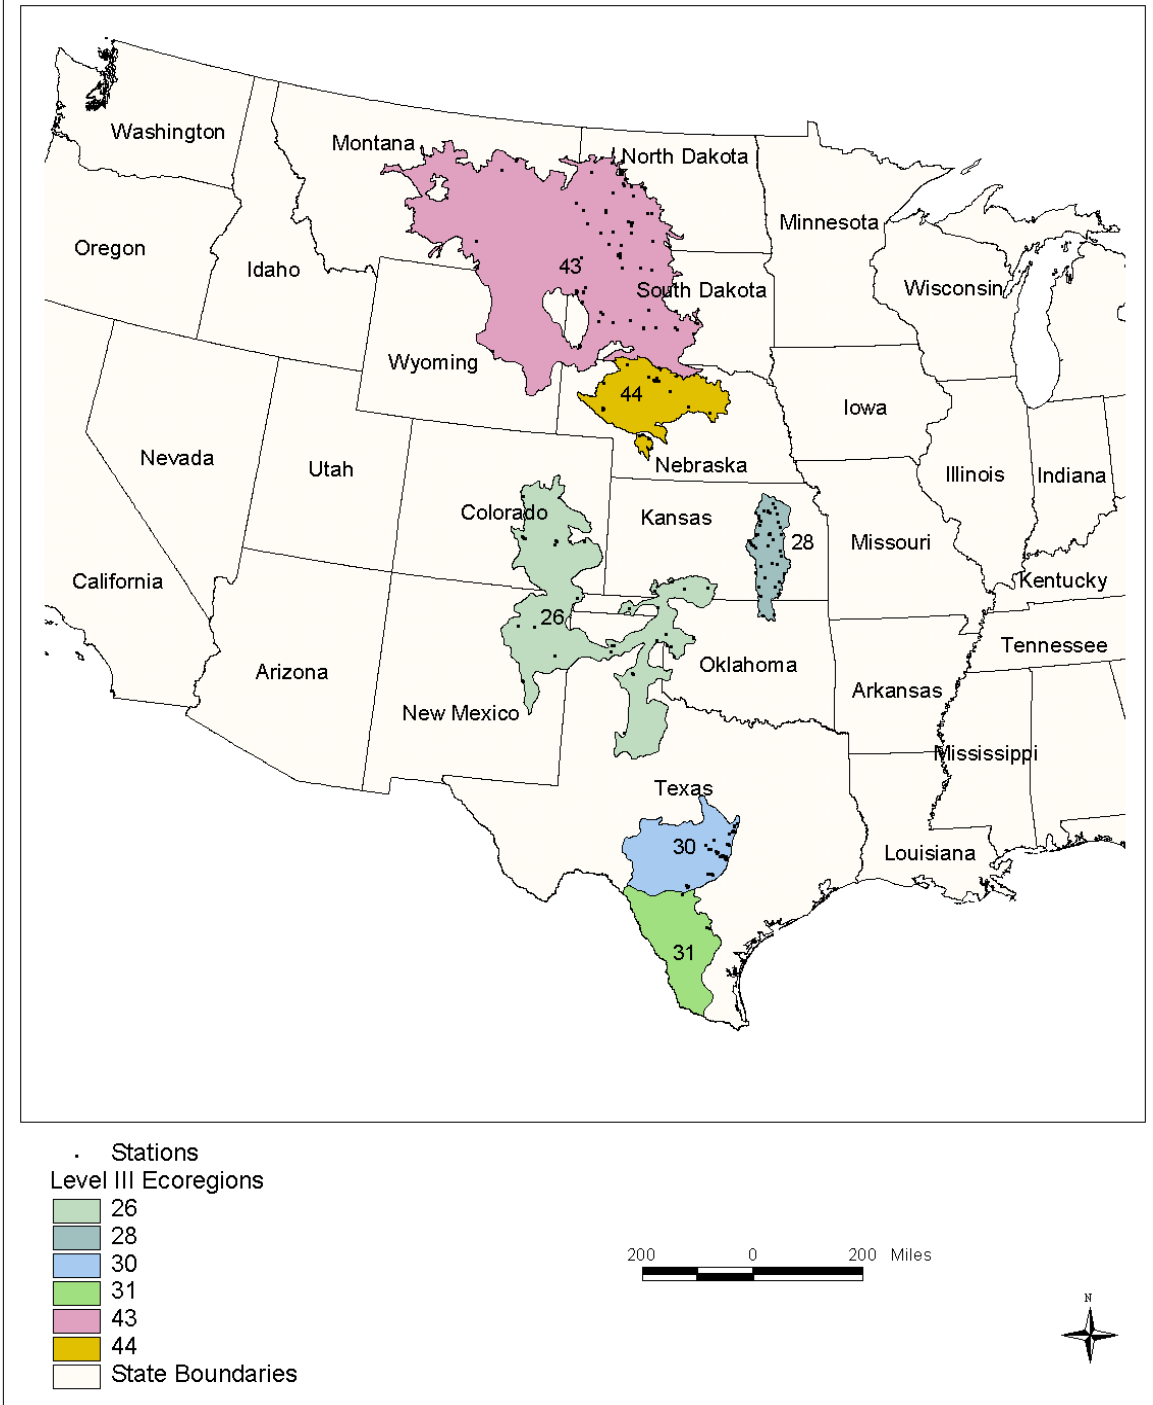 Washington
Montana
North Dakota
Minnesota
Oregon
Idaho
43
South Dakota
Wisconsin
Wyoming
44
Iowa
Nevada
Utah
Nebraska
Illinois
Indiana
Colorado
Kansas
28
Missouri
California
Kentucky
26
Tennessee
Arizona
Oklahoma
Arkansas
New Mexico
Mississippi
Texas
30
Louisiana
31
Stations
Level III Ecoregions
26
28
30
31
43
44
State Boundaries
200 0 200 Miles
N